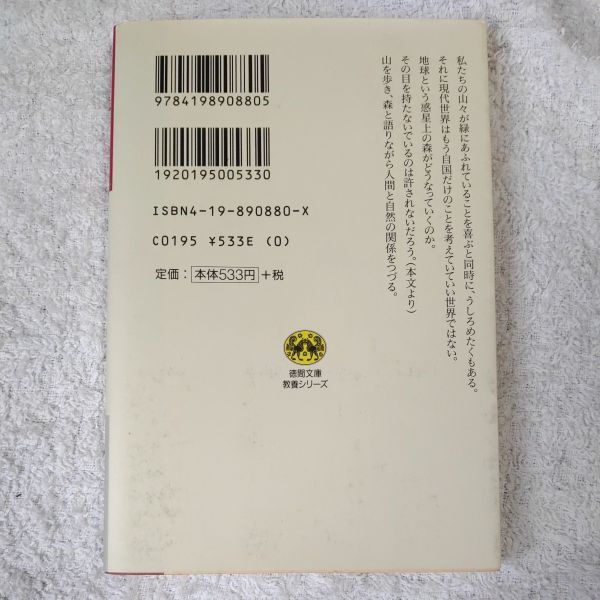 9784198908805
1920195005330
ISBN4-19-890880-X
C0195 ¥533E (0)
定価：本体533円＋税
私たちの山々が緑にあふれていることを喜ぶと同時に、うしろめたくもある。
それに現代世界はもう自国だけのことを考えていていい世界ではない。
地球という惑星上の森がどうなっていくのか。
その目を持たないでいるのは許されないだろう。（本文より）
山を歩き、森と語りながら人間と自然の関係をつづる。
徳間文庫
教養シリーズ